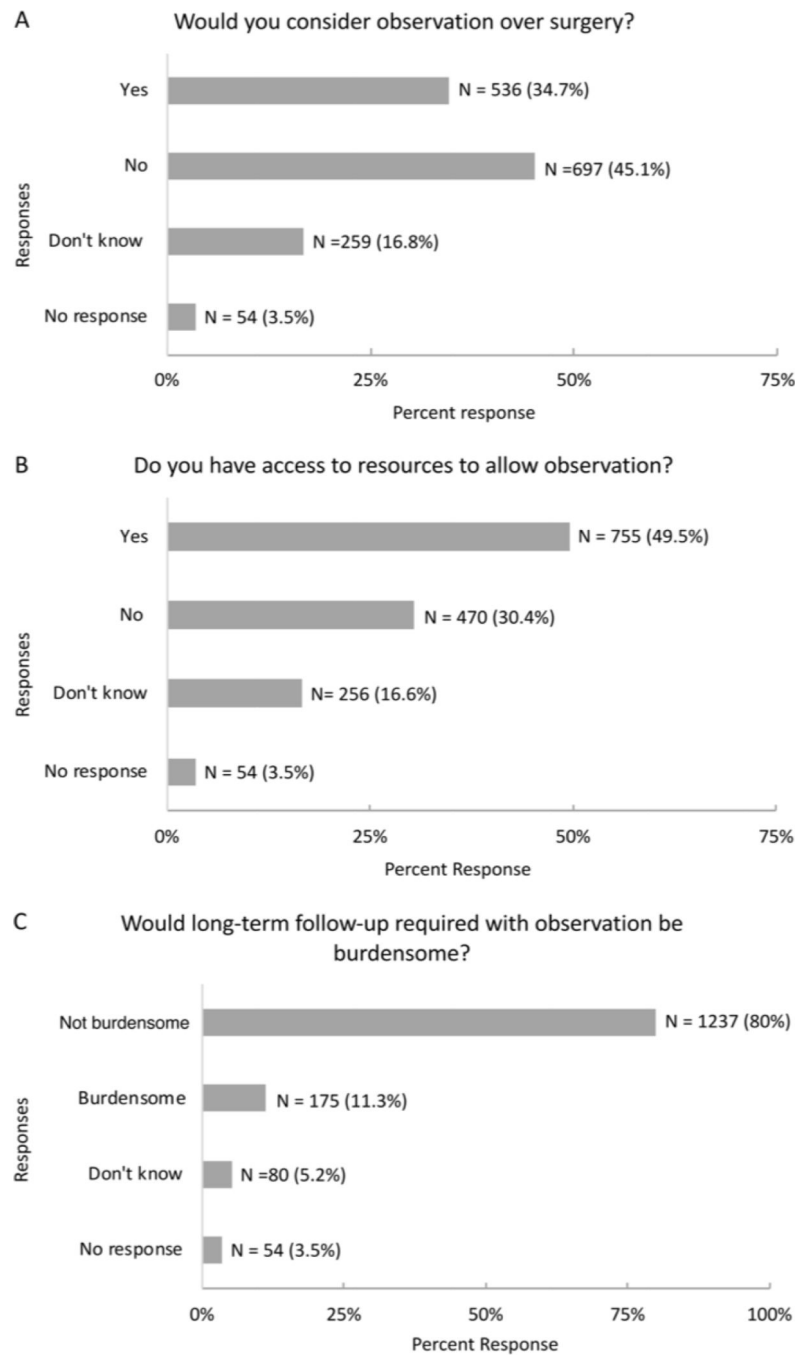 A
Would you consider observation over surgery?
Responses
Yes
N = 536 (34.7%)
No
N =697 (45.1%)
Don't know
N =259 (16.8%)
No response
N = 54 (3.5%)
0%
25%
50%
75%
Percent response
B
Do you have access to resources to allow observation?
Responses
Yes
N = 755 (49.5%)
No
N = 470 (30.4%)
Don't know
N= 256 (16.6%)
No response
N = 54 (3.5%)
0%
25%
50%
75%
Percent Response
C
Would long-term follow-up required with observation be
burdensome?
Responses
Not burdensome
N = 1237 (80%)
Burdensome
N = 175 (11.3%)
Don't know
N =80 (5.2%)
No response
N = 54 (3.5%)
0%
25%
50%
75%
100%
Percent Response